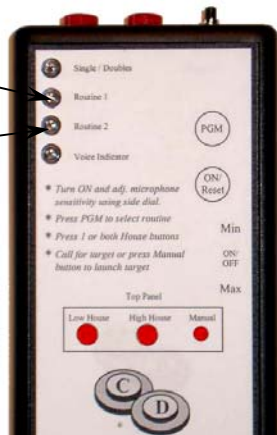 Single / Doubles
Routine 1
Routine 2
PGM
Voice Indicator
ON/
Reset
* Turn ON and adj. microphone
sensitivity using side dial.
* Press PGM to select routine
* Press 1 or both House buttons
* Call for target or press Manual
button to launch target
Min
ON/
OFF
Max
Top Panel
Low House High House Manual
C
D